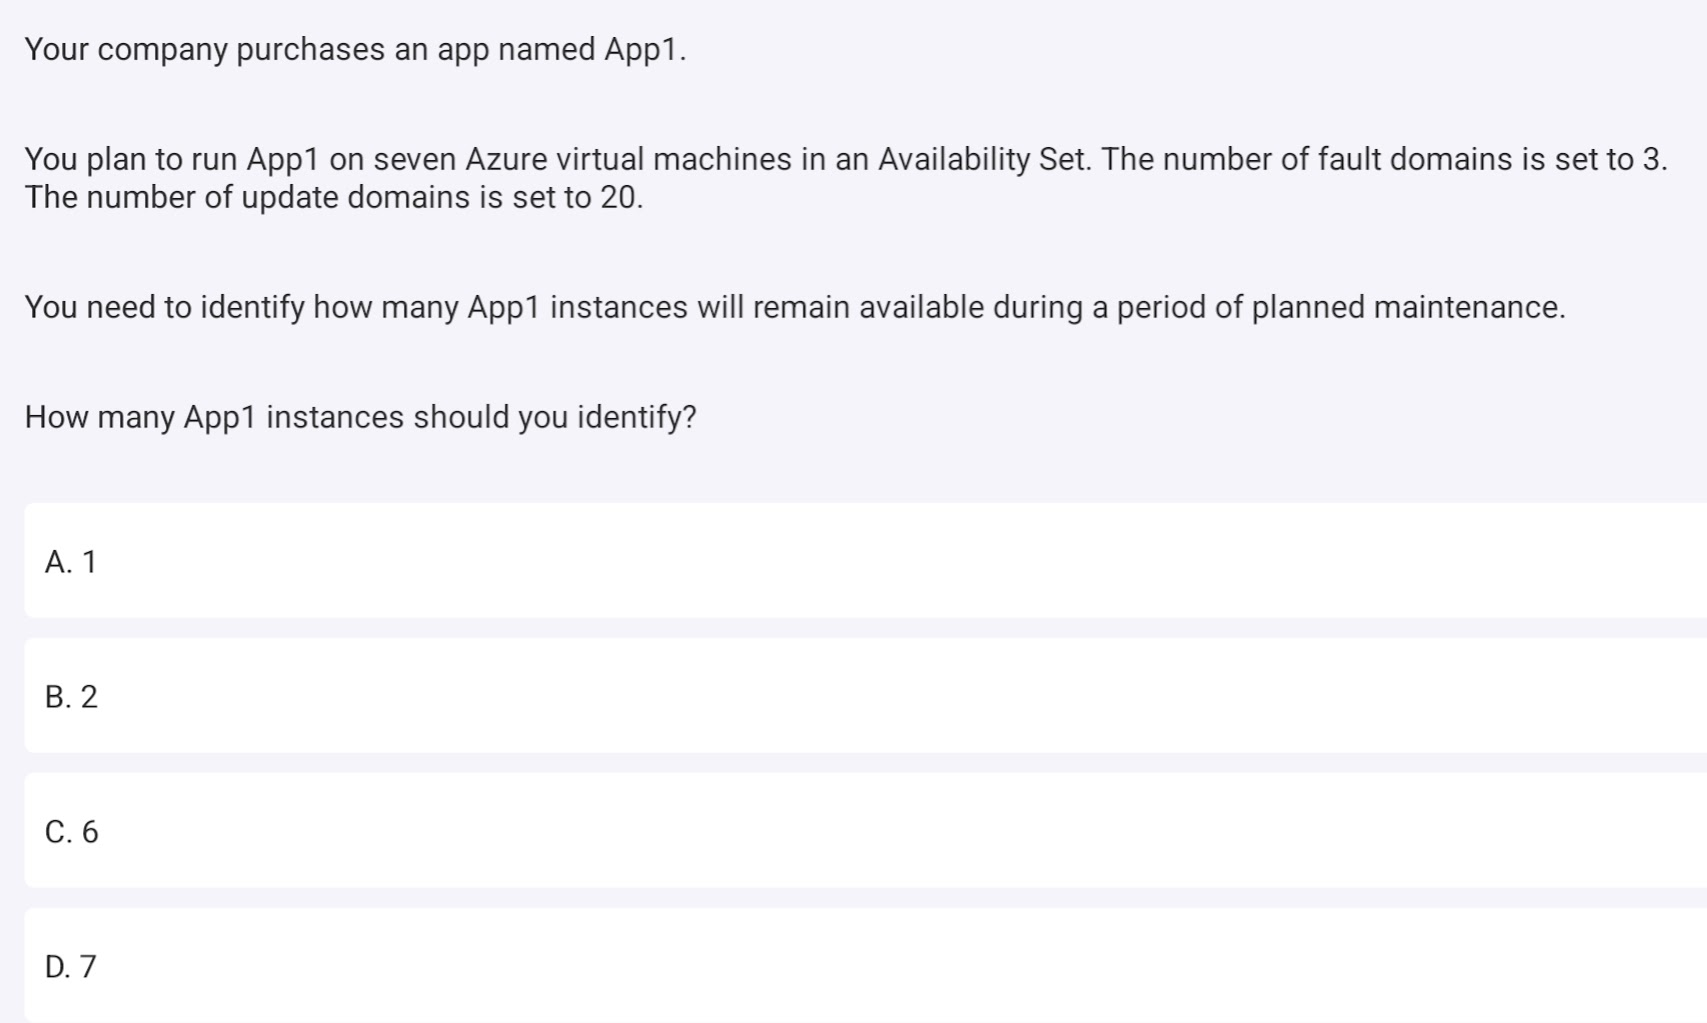 Your company purchases an app named App1.
You plan to run App1 on seven Azure virtual machines in an Availability Set. The number of fault domains is set to 3.
The number of update domains is set to 20.
You need to identify how many App1 instances will remain available during a period of planned maintenance.
How many App1 instances should you identify?
A. 1
B. 2
C. 6
D. 7